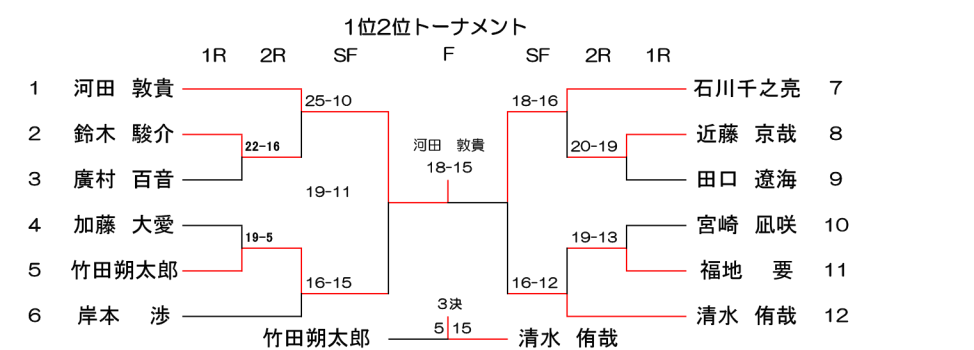 1位2位トーナメント
1R 2R SF F SF 2R 1R
1 河田 敦貴 25-10 18-16 石川千之亮 7
2 鈴木 駿介 22-16 河田 敦貴 20-19 近藤 京哉 8
18-15
3 廣村 百音 19-11 田口 遼海 9
4 加藤 大愛 19-5 19-13 宮崎 凪咲 10
5 竹田朔太郎 16-15 16-12 福地 要 11
6 岸本 渉 3決 清水 侑哉 12
竹田朔太郎 5 15 清水 侑哉